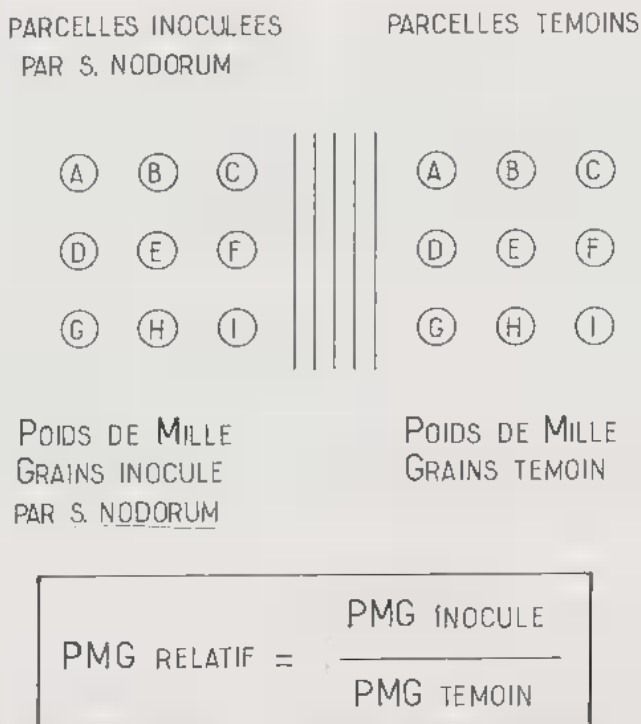 PARCELLES INOCULEES
PAR S. NODORUM
PARCELLES TEMOINS
A B C
D E F
G H I
A B C
D E F
G H I
POIDS DE MILLE
GRAINS INOCULE
PAR S. NODORUM
POIDS DE MILLE
GRAINS TEMOIN
PMG RELATIF = PMG INOCULE
PMG TEMOIN